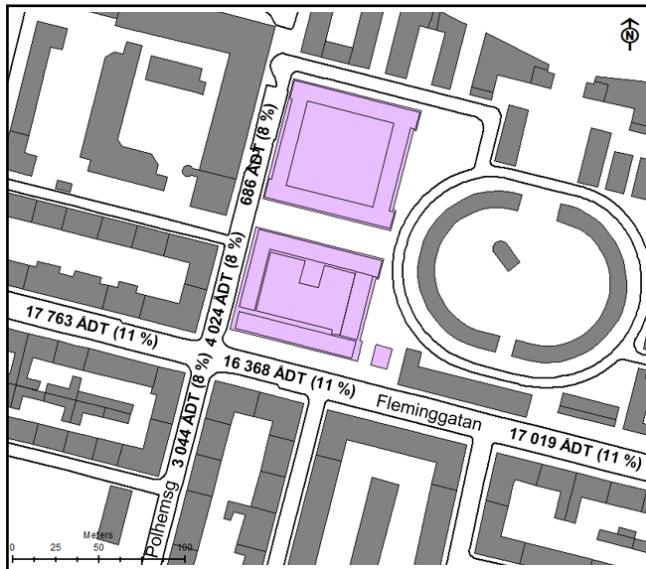 N
686 ÅDT (8 %)
4 024 ÅDT (8 %)
17 763 ÅDT (11 %)
16 368 ÅDT (11 %)
Fleminggatan
17 019 ÅDT (11 %)
3 044 ÅDT (8 %)
Polhemsg
Meters
0 25 50 100